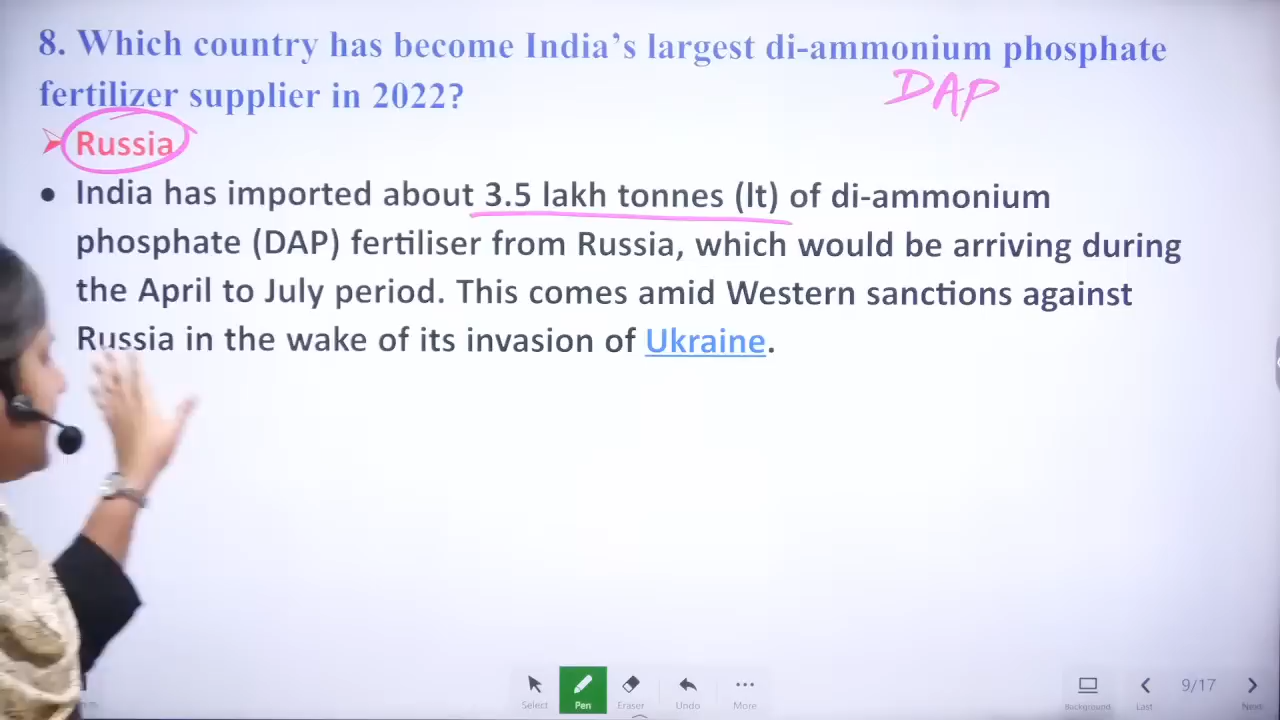 8. Which country has become India's largest di-ammonium phosphate
fertilizer supplier in 2022?
DAP
Russia
• India has imported about 3.5 lakh tonnes (lt) of di-ammonium
phosphate (DAP) fertiliser from Russia, which would be arriving during
the April to July period. This comes amid Western sanctions against
Russia in the wake of its invasion of Ukraine.
Select Pen Eraser Undo More Background Last 9/17 Next